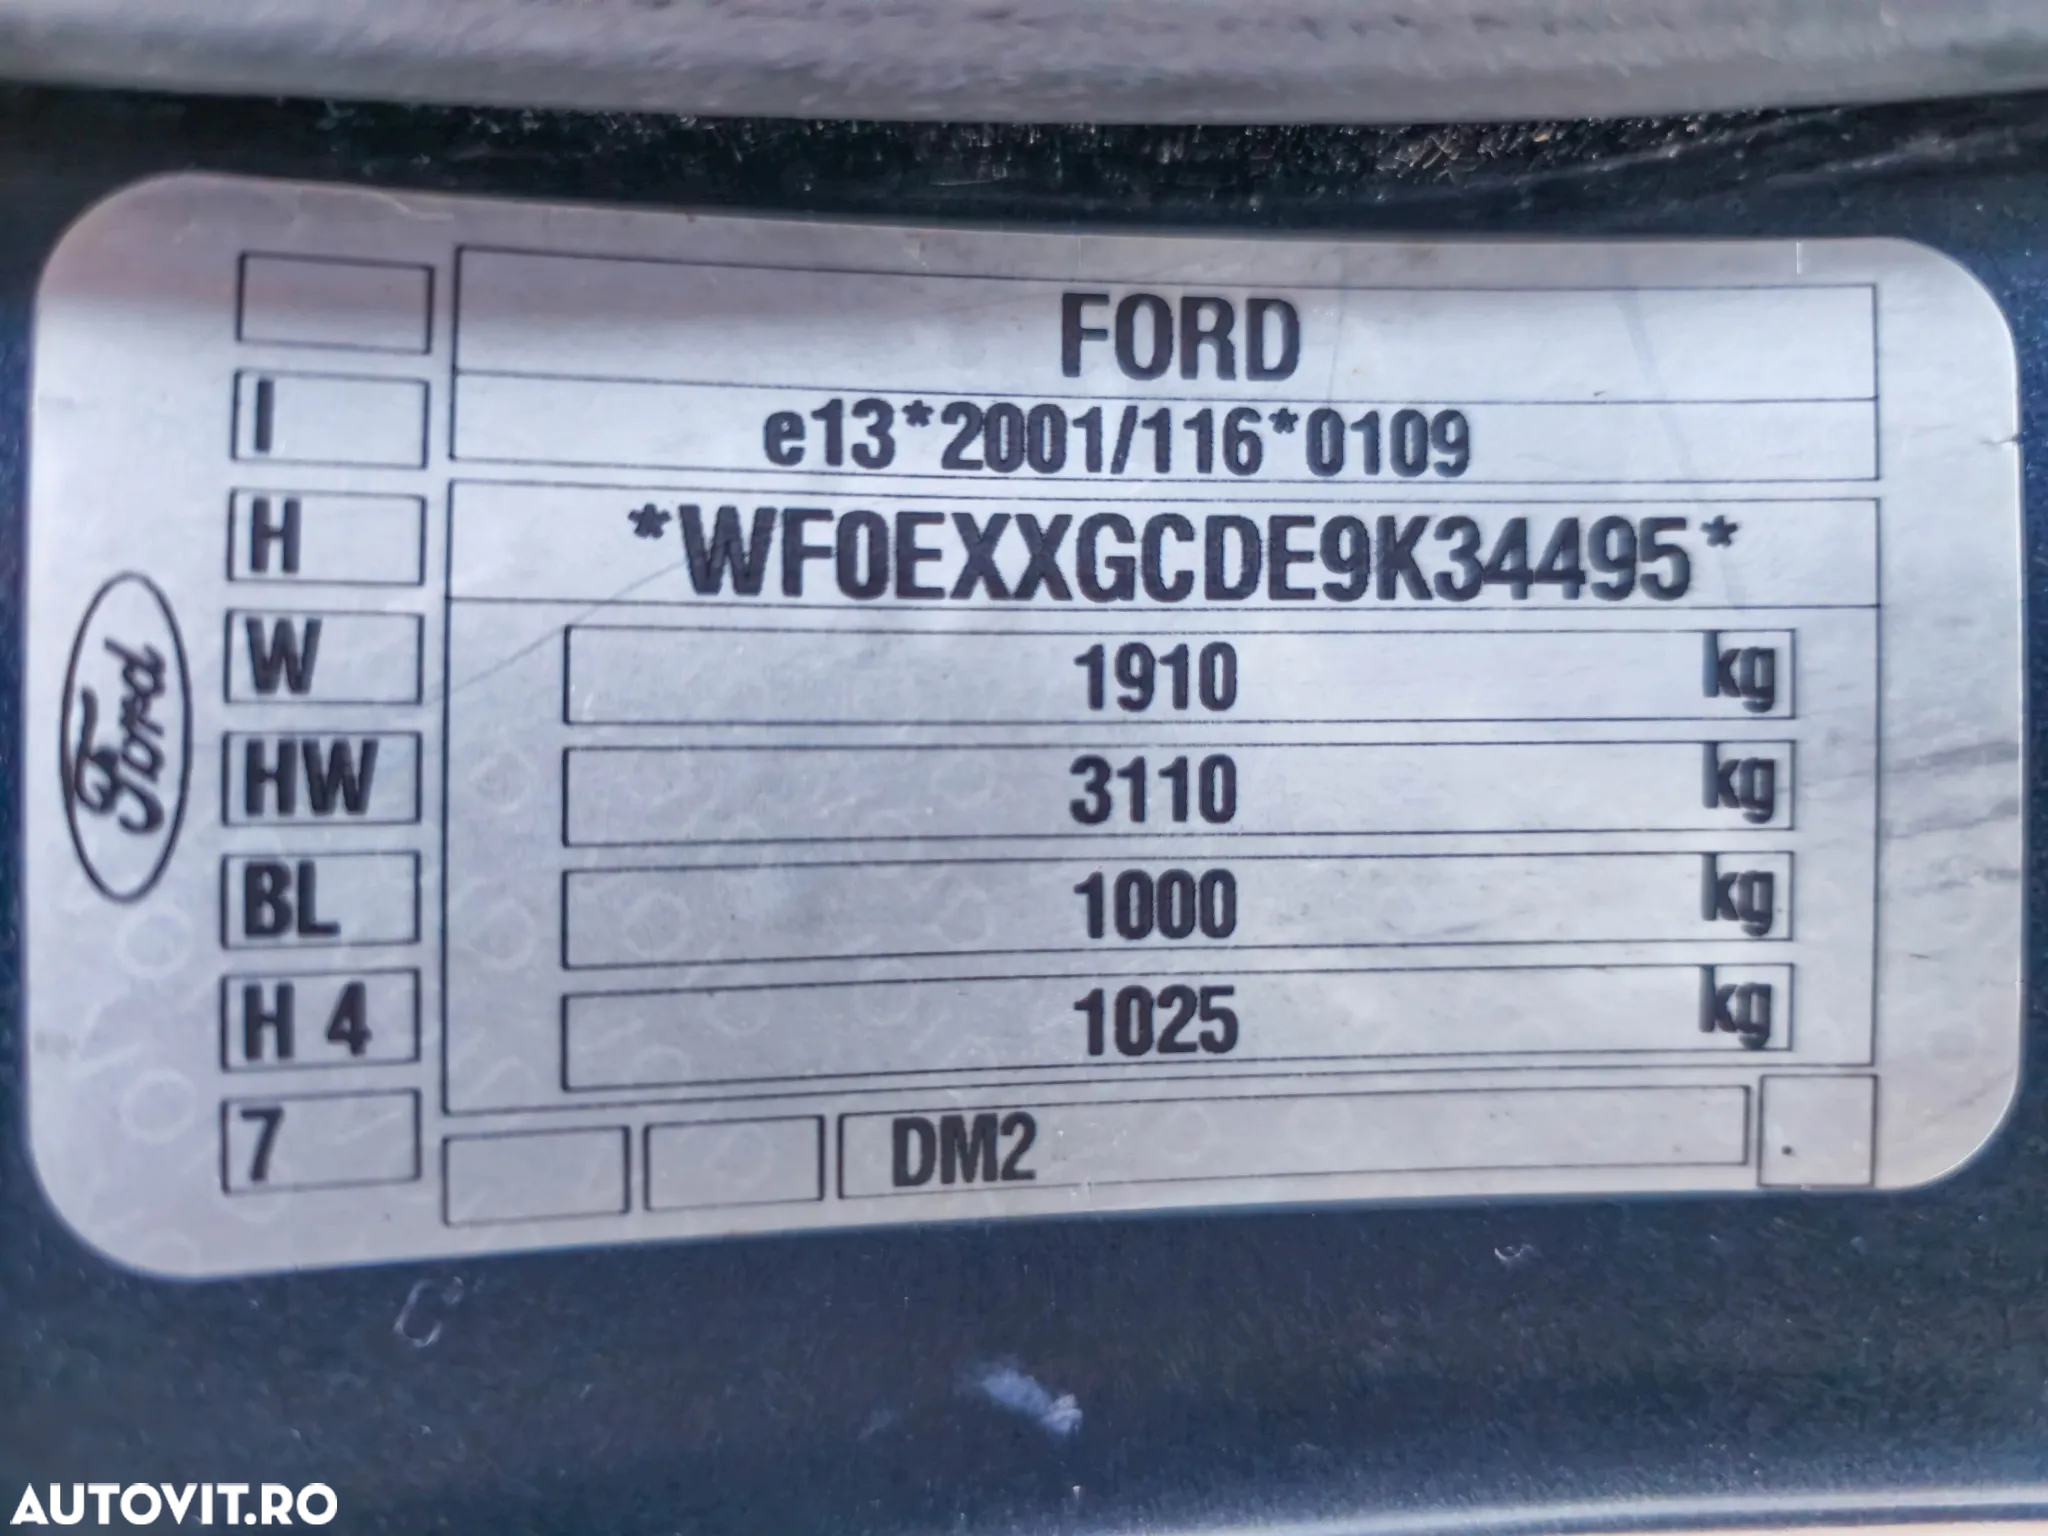 FORD
I e13*2001/116*0109
H *WF0EXXGCDE9K34495*
W 1910 kg
HW 3110 kg
BL 1000 kg
H 4 1025 kg
7 DM2 .
Ford
AUTOVIT.RO